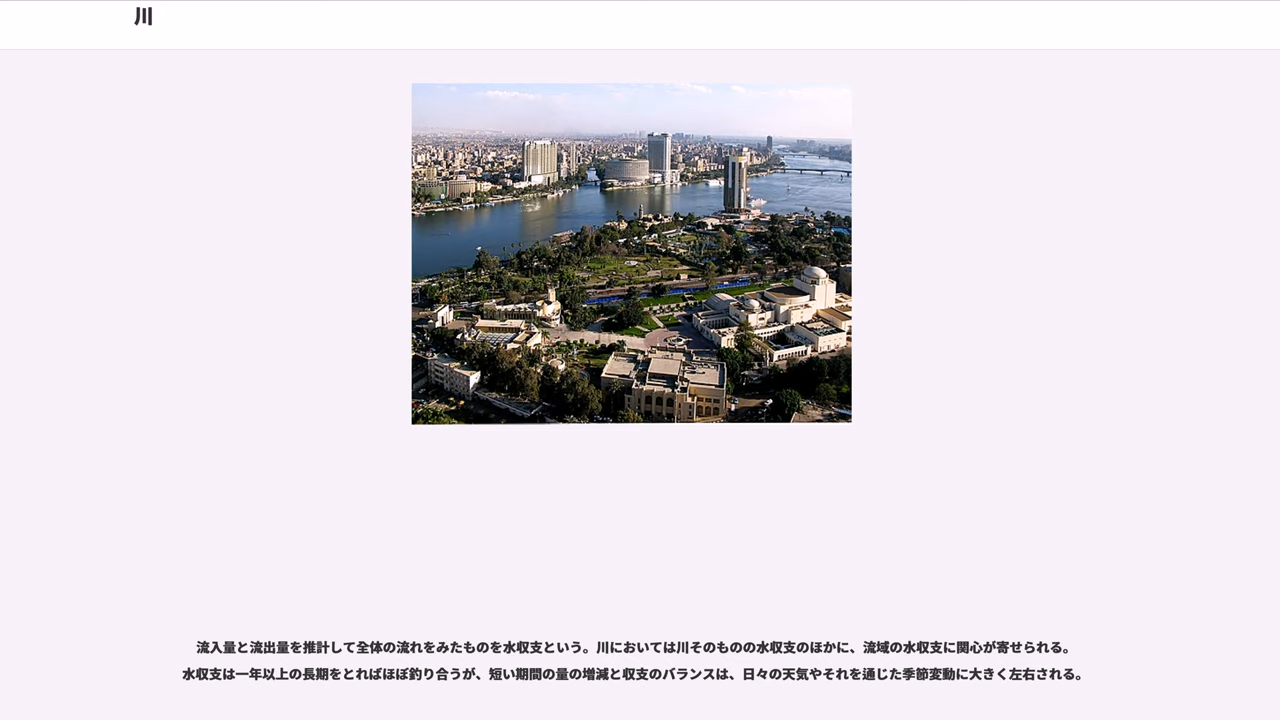 川
流入量と流出量を推計して全体の流れをみたものを水収支という。川においては川そのものの水収支のほかに、流域の水収支に関心が寄せられる。
水収支は一年以上の長期をとればほぼ釣り合うが、短い期間の量の増減と収支のバランスは、日々の天気やそれを通じた季節変動に大きく左右される。